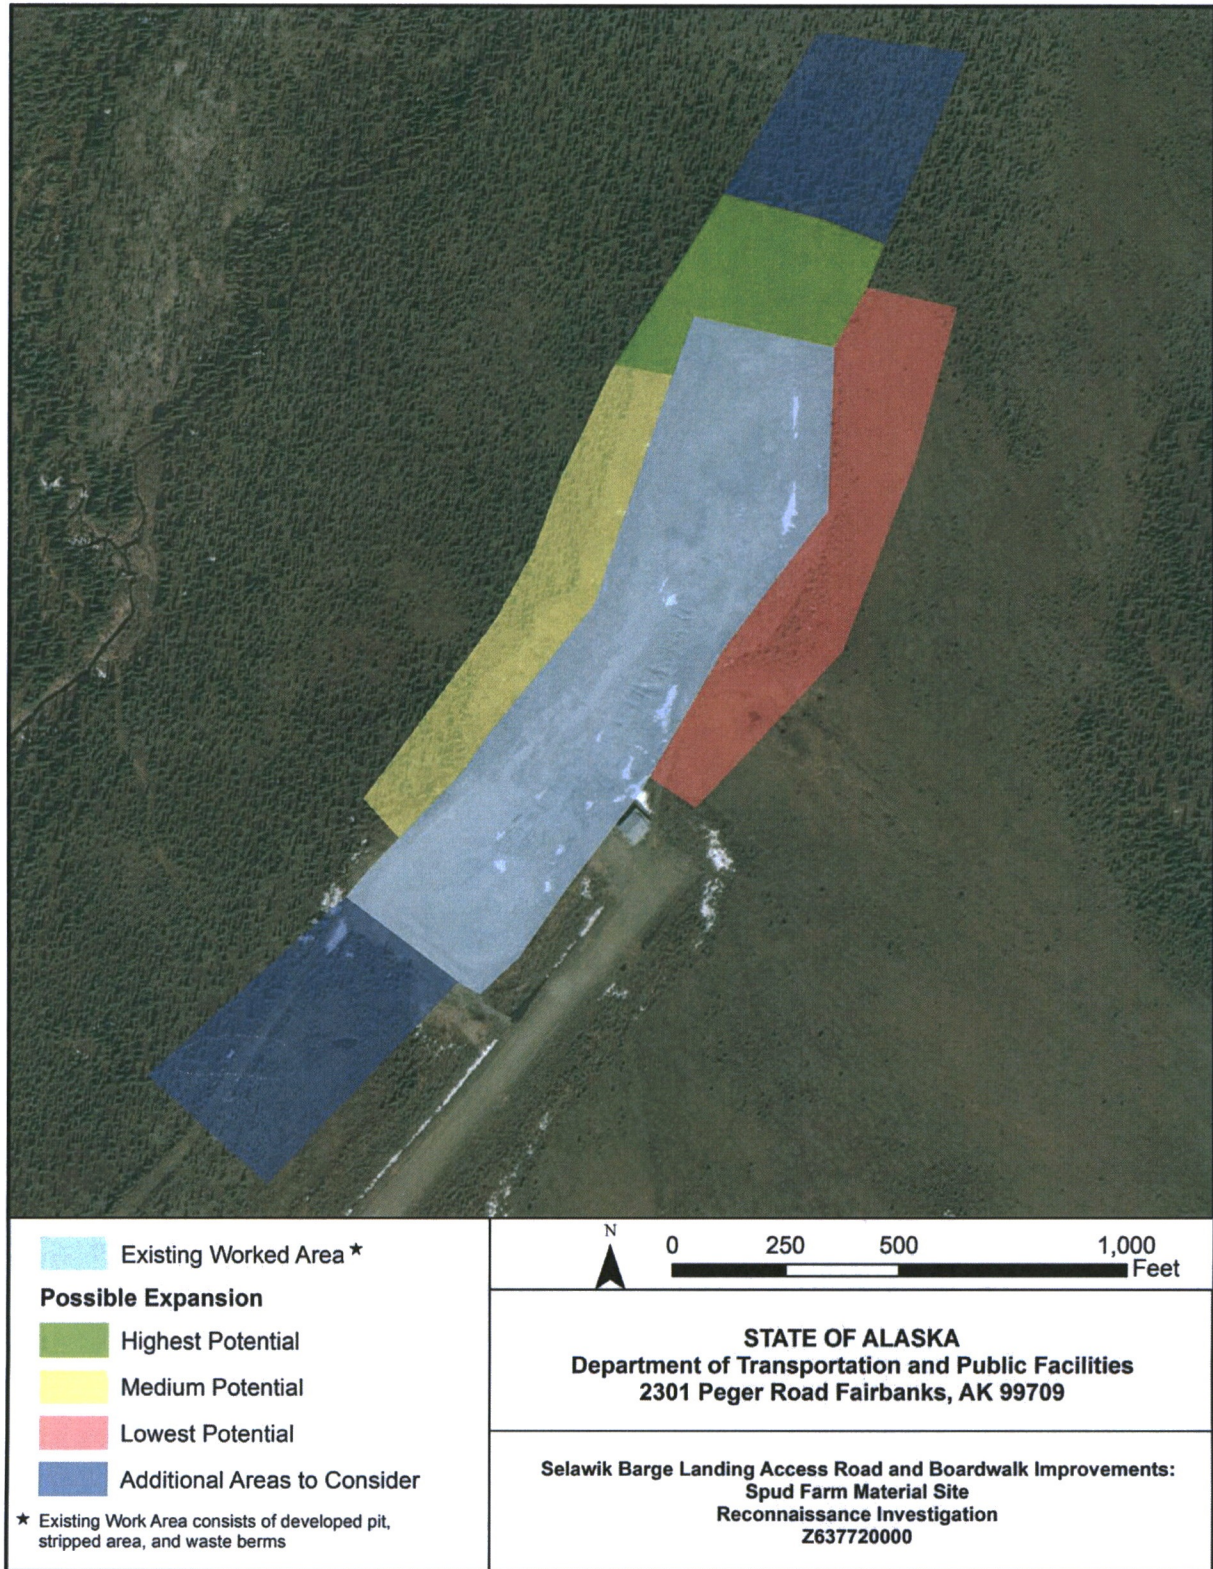 Existing Worked Area ★
Possible Expansion
Highest Potential
Medium Potential
Lowest Potential
Additional Areas to Consider
★ Existing Work Area consists of developed pit,
stripped area, and waste berms
N
0 250 500 1,000
Feet
STATE OF ALASKA
Department of Transportation and Public Facilities
2301 Peger Road Fairbanks, AK 99709
Selawik Barge Landing Access Road and Boardwalk Improvements:
Spud Farm Material Site
Reconnaissance Investigation
Z637720000